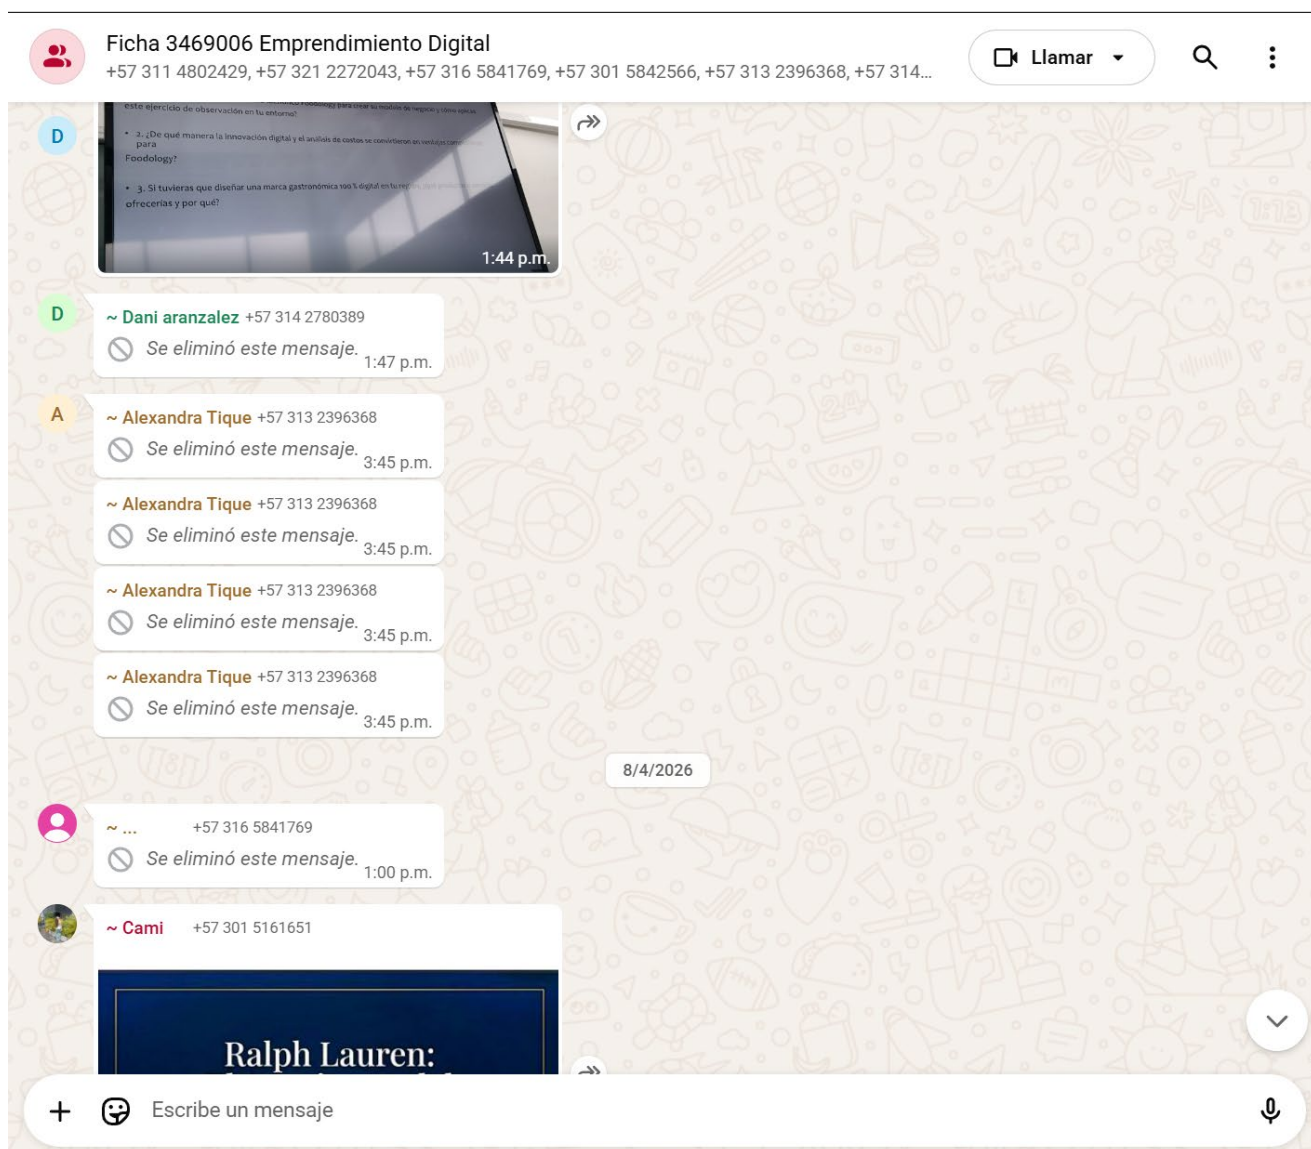 Ficha 3469006 Emprendimiento Digital
+57 311 4802429, +57 321 2272043, +57 316 5841769, +57 301 5842566, +57 313 2396368, +57 314...
Llamar
D
este ejercicio de observación en tu entorno?
• 2. ¿De qué manera la innovación digital y el análisis de costos se convirtieron en ventajas
para
Foodology?
• 3. Si tuvieras que diseñar una marca gastronómica 100 % digital en tu
ofrecerías y por qué?
1:44 p.m.
D
~ Dani aranzalez +57 314 2780389
Se eliminó este mensaje. 1:47 p.m.
A
~ Alexandra Tique +57 313 2396368
Se eliminó este mensaje. 3:45 p.m.
~ Alexandra Tique +57 313 2396368
Se eliminó este mensaje. 3:45 p.m.
~ Alexandra Tique +57 313 2396368
Se eliminó este mensaje. 3:45 p.m.
~ Alexandra Tique +57 313 2396368
Se eliminó este mensaje. 3:45 p.m.
8/4/2026
~ ... +57 316 5841769
Se eliminó este mensaje. 1:00 p.m.
~ Cami +57 301 5161651
Ralph Lauren:
Escribe un mensaje